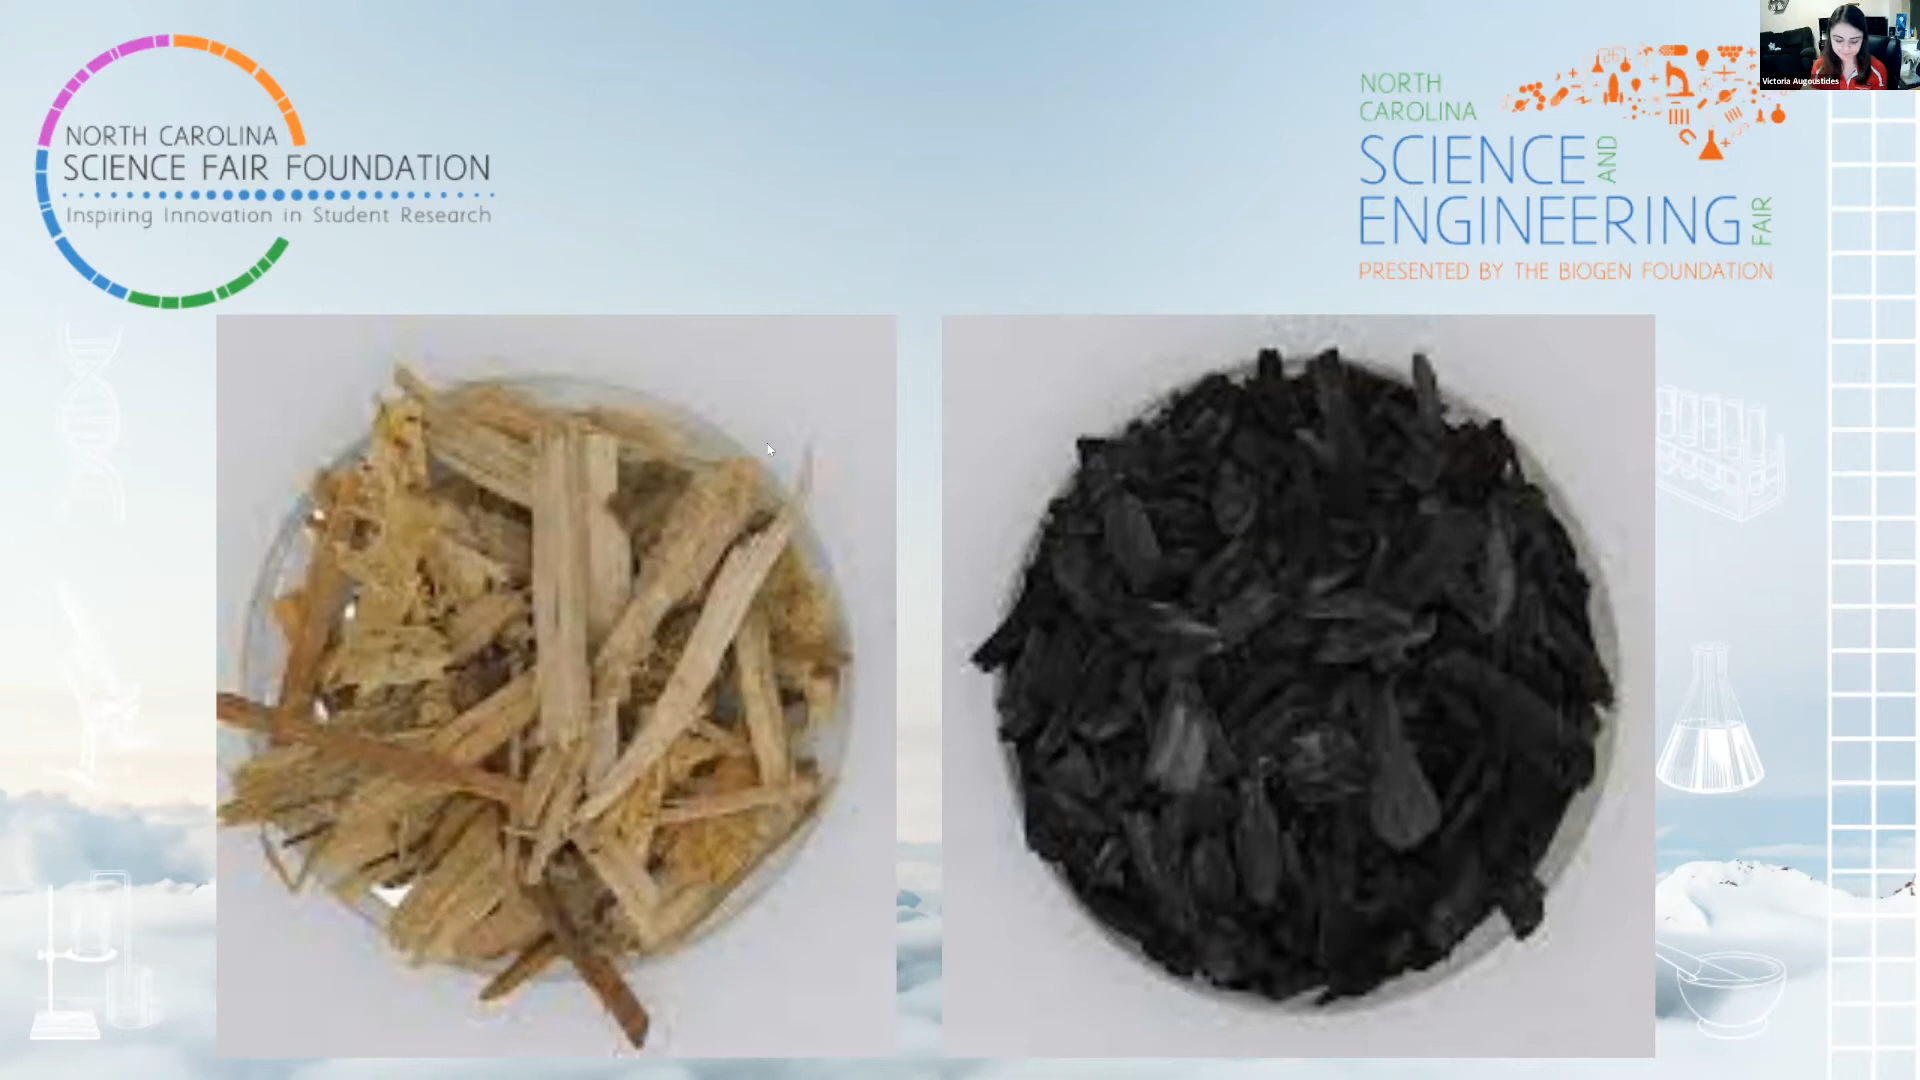 NORTH CAROLINA
SCIENCE FAIR FOUNDATION
Inspiring Innovation in Student Research
NORTH
CAROLINA
SCIENCE AND
ENGINEERING FAIR
PRESENTED BY THE BIOGEN FOUNDATION
Victoria Augoustides